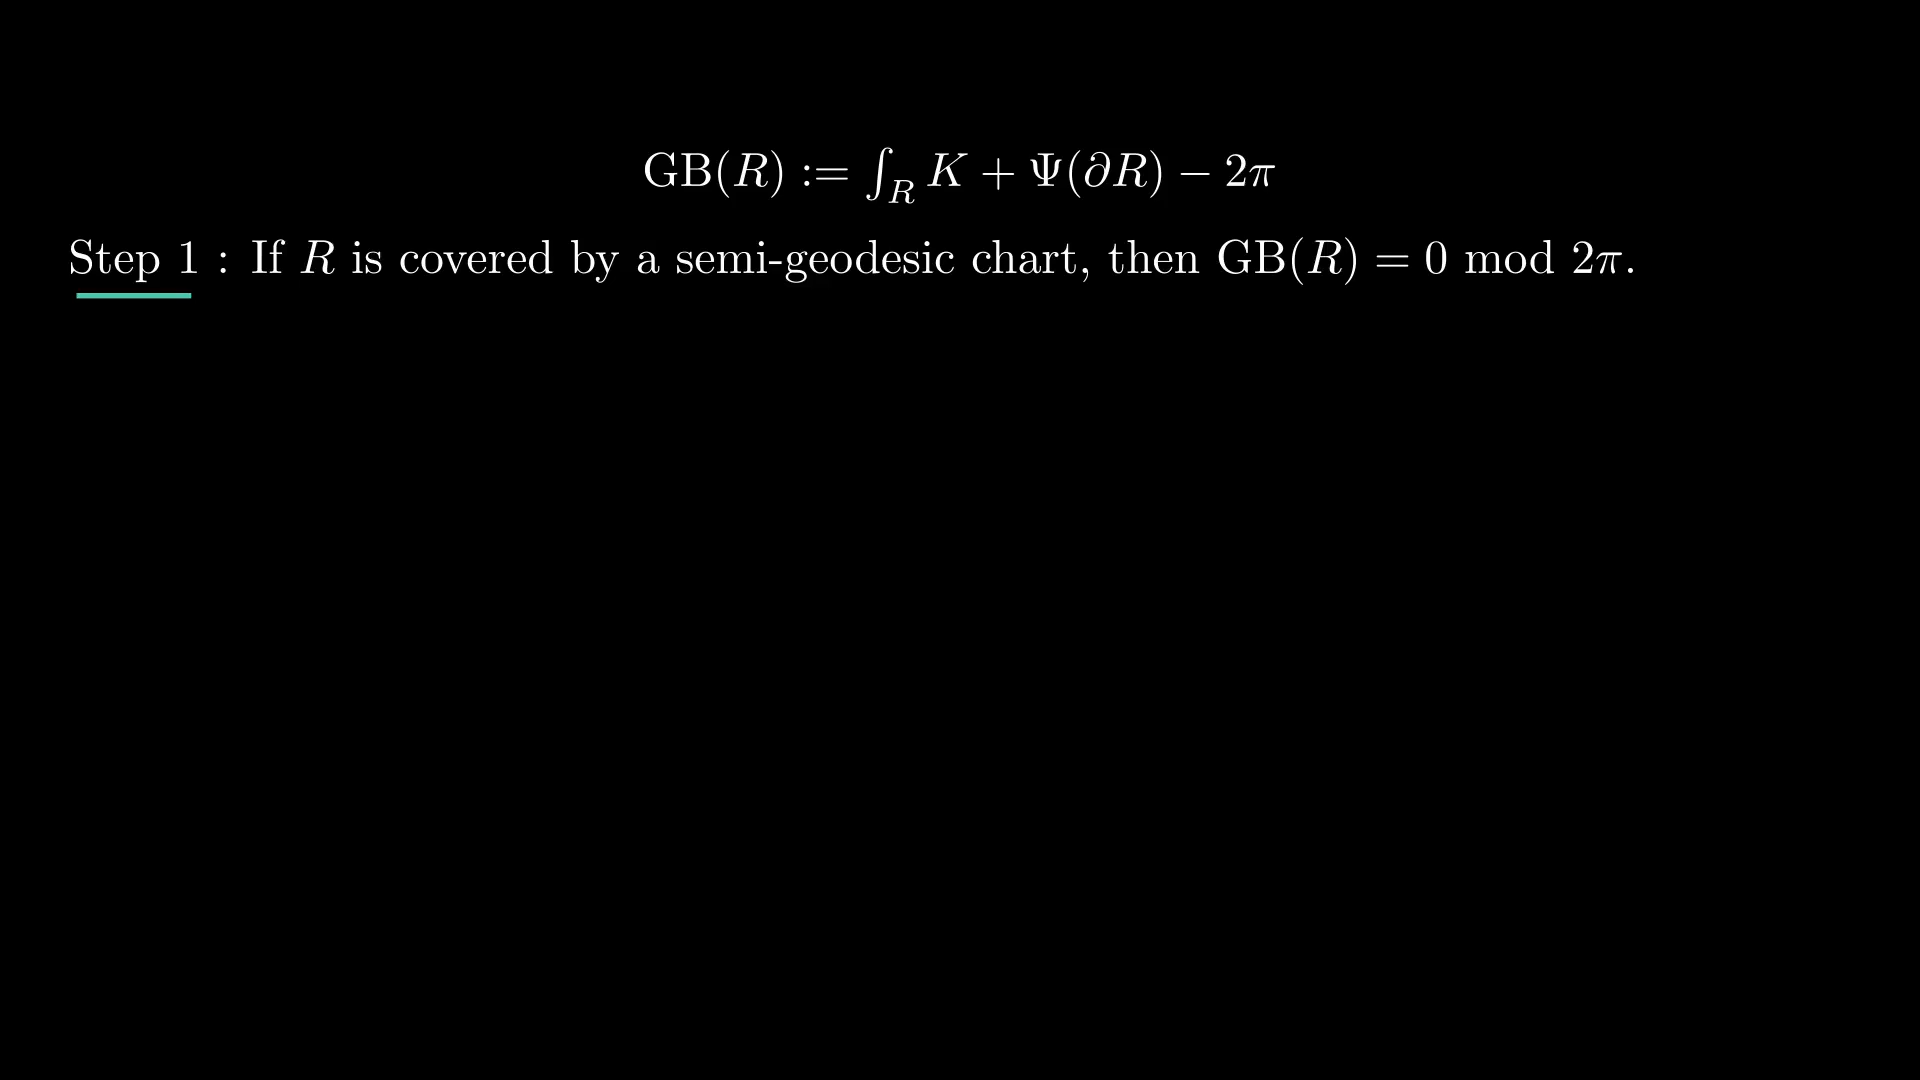 GB(R) := ∫_R K + Ψ(∂R) − 2π
Step 1 : If R is covered by a semi-geodesic chart, then GB(R) = 0 mod 2π.